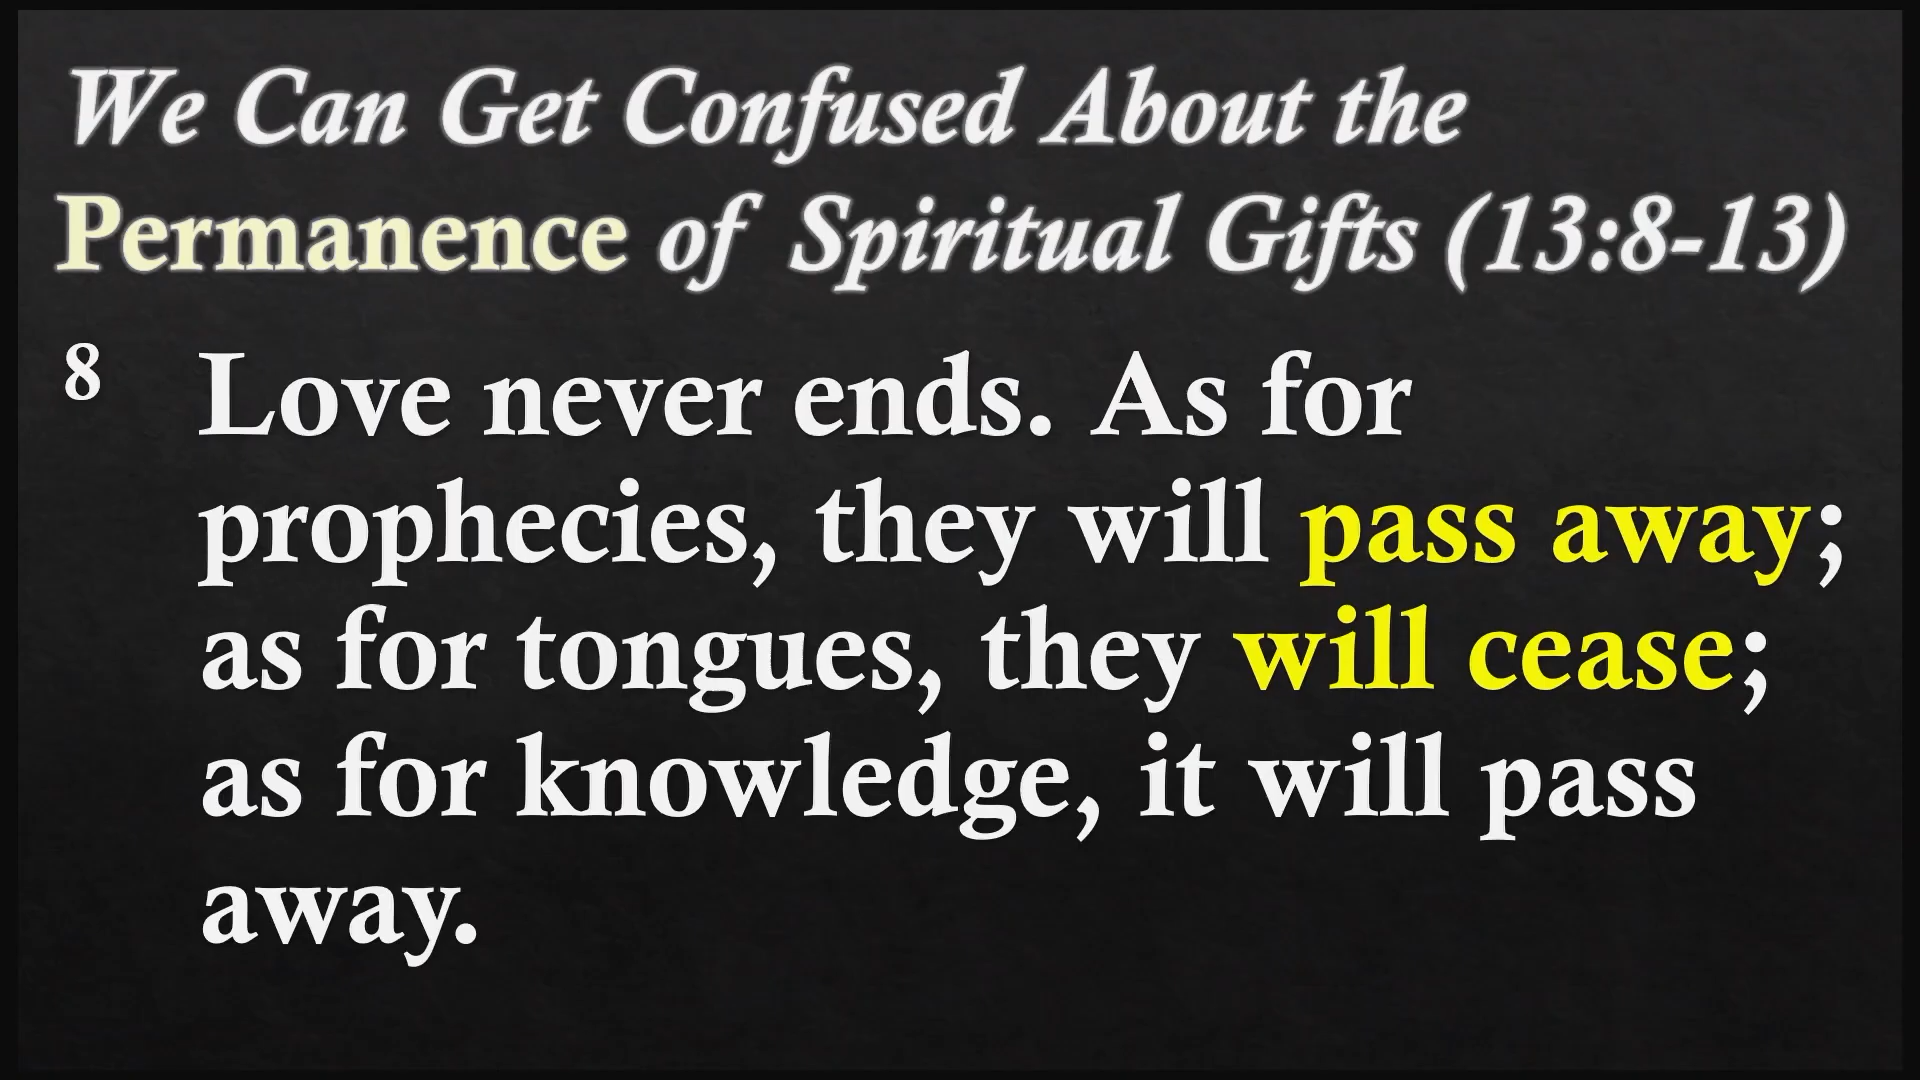 We Can Get Confused About the
Permanence of Spiritual Gifts (13:8-13)
8 Love never ends. As for
prophecies, they will pass away;
as for tongues, they will cease;
as for knowledge, it will pass
away.